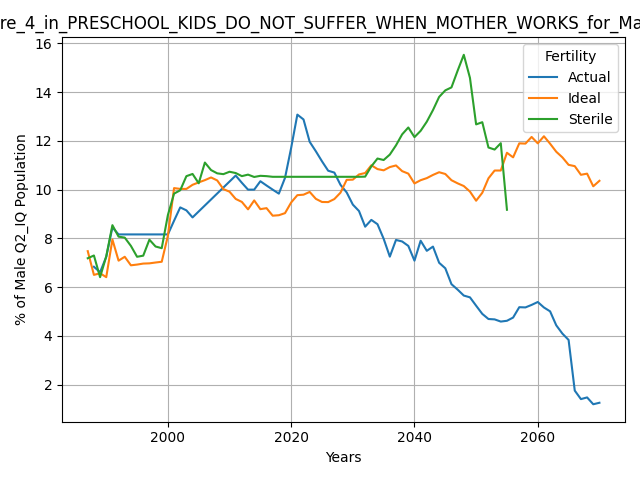 re_4_in_PRESCHOOL_KIDS_DO_NOT_SUFFER_WHEN_MOTHER_WORKS_for_Ma
16
14
12
10
8
6
4
2
% of Male Q2_IQ Population
Fertility
Actual
Ideal
Sterile
2000
2020
2040
2060
Years